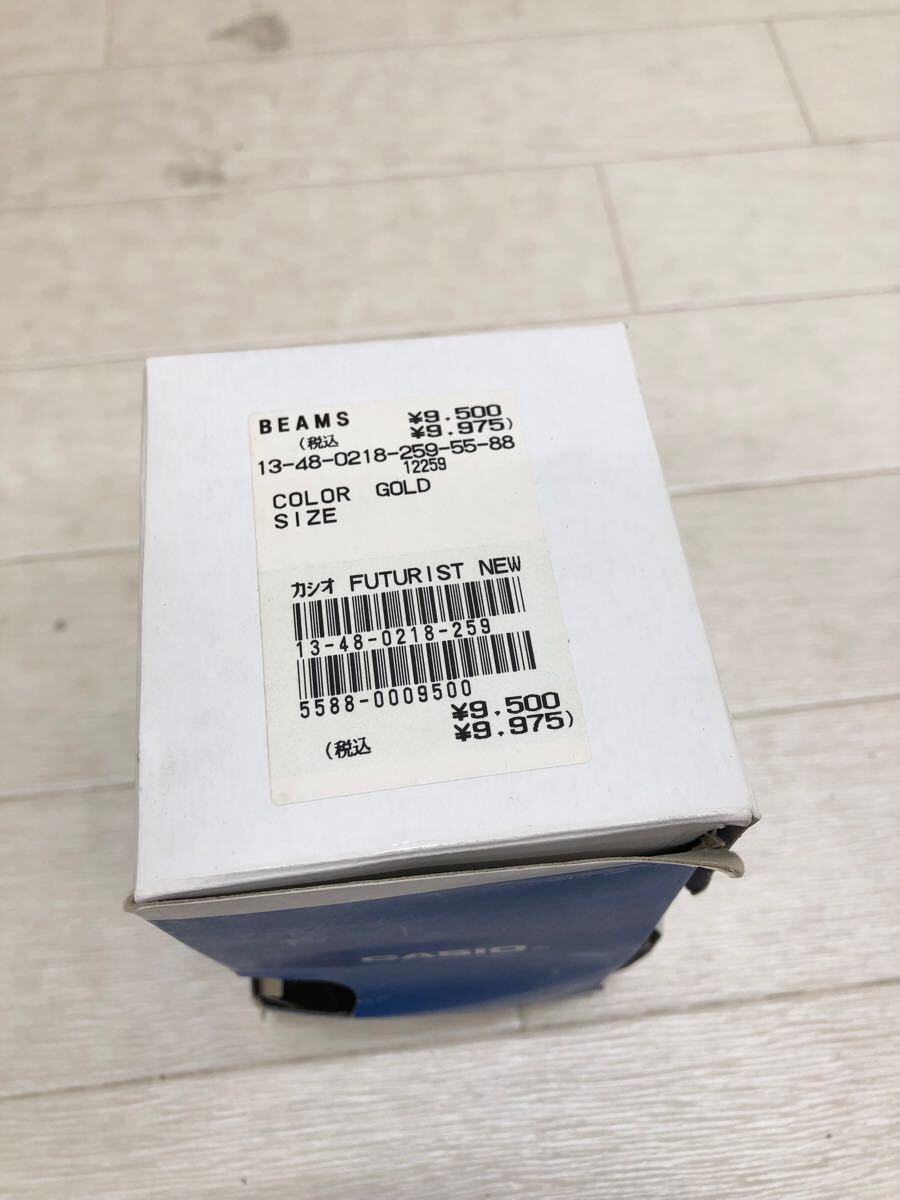 BEAMS ¥9,500
(税込 ¥9,975)
13-48-0218-259-55-88
12259
COLOR GOLD
SIZE
カシオ FUTURIST NEW
13-48-0218-259
5588-0009500
¥9,500
(税込 ¥9,975)
CASIO